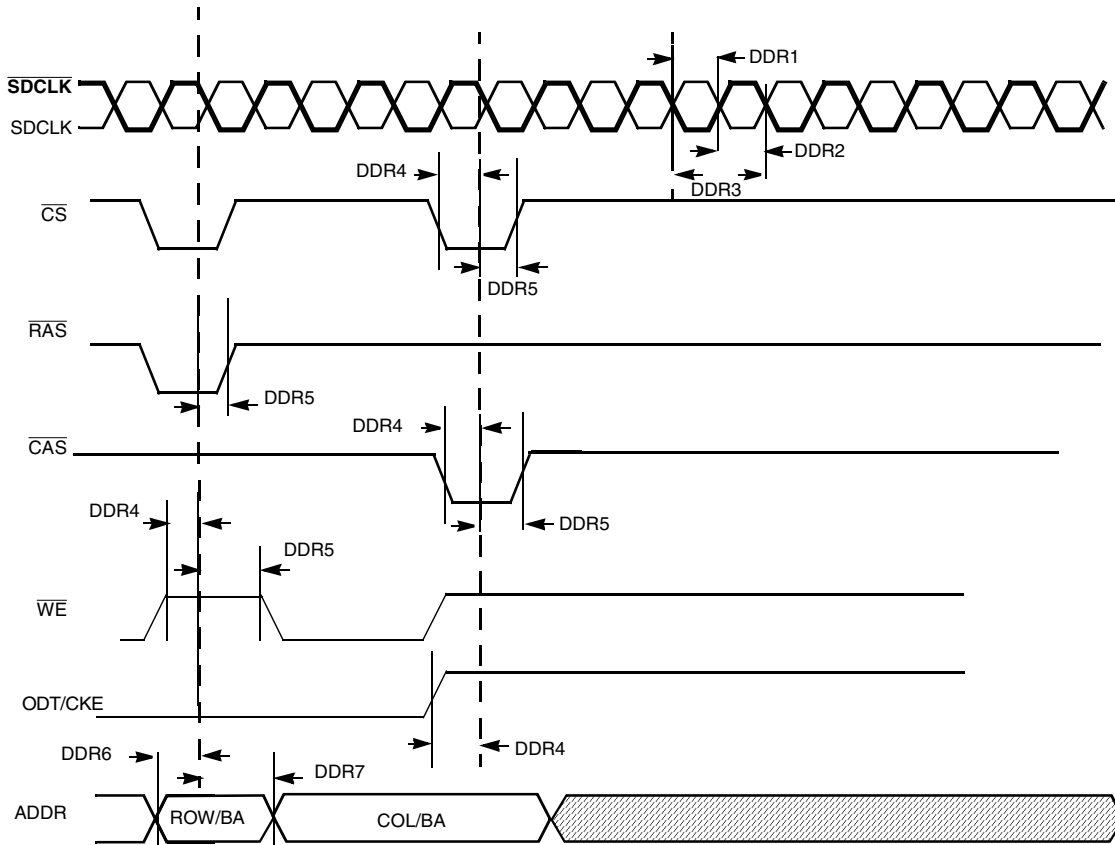 SDCLK
SDCLK
DDR1
DDR2
DDR3
DDR4
CS
DDR5
RAS
DDR5
DDR4
CAS
DDR4
DDR5
DDR5
WE
ODT/CKE
DDR4
DDR6
DDR7
ADDR
ROW/BA
COL/BA